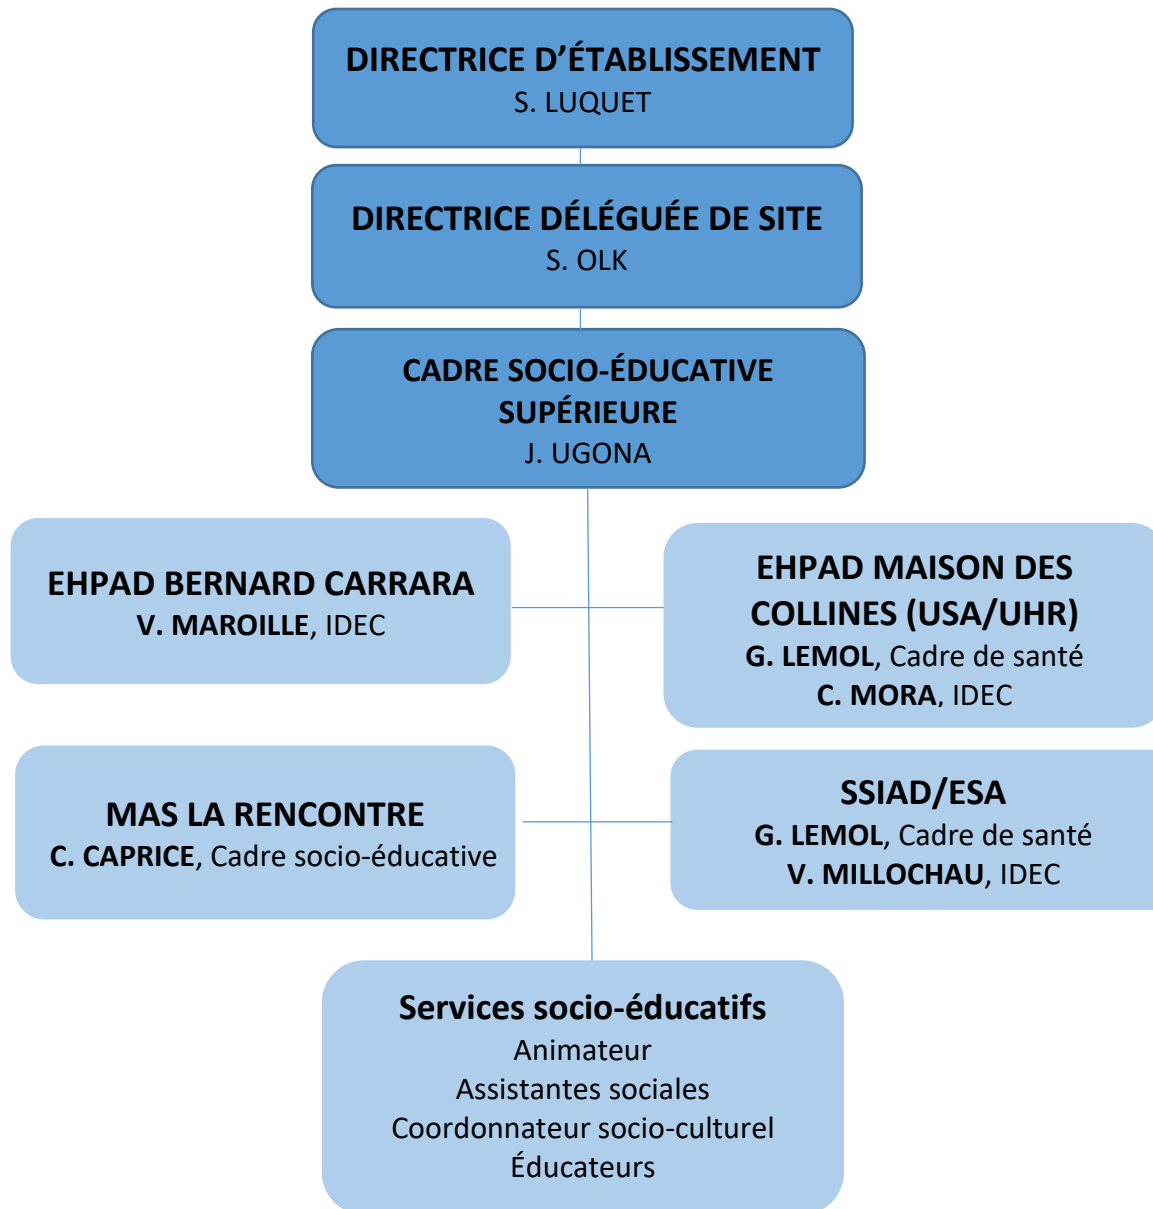 DIRECTRICE D'ÉTABLISSEMENT
S. LUQUET
DIRECTRICE DÉLÉGUÉE DE SITE
S. OLK
CADRE SOCIO-ÉDUCATIVE
SUPÉRIEURE
J. UGONA
EHPAD BERNARD CARRARA
V. MAROILLE, IDEC
EHPAD MAISON DES
COLLINES (USA/UHR)
G. LEMOL, Cadre de santé
C. MORA, IDEC
MAS LA RENCONTRE
C. CAPRICE, Cadre socio-éducative
SSIAD/ESA
G. LEMOL, Cadre de santé
V. MILLOCHAU, IDEC
Services socio-éducatifs
Animateur
Assistantes sociales
Coordonnateur socio-culturel
Éducateurs